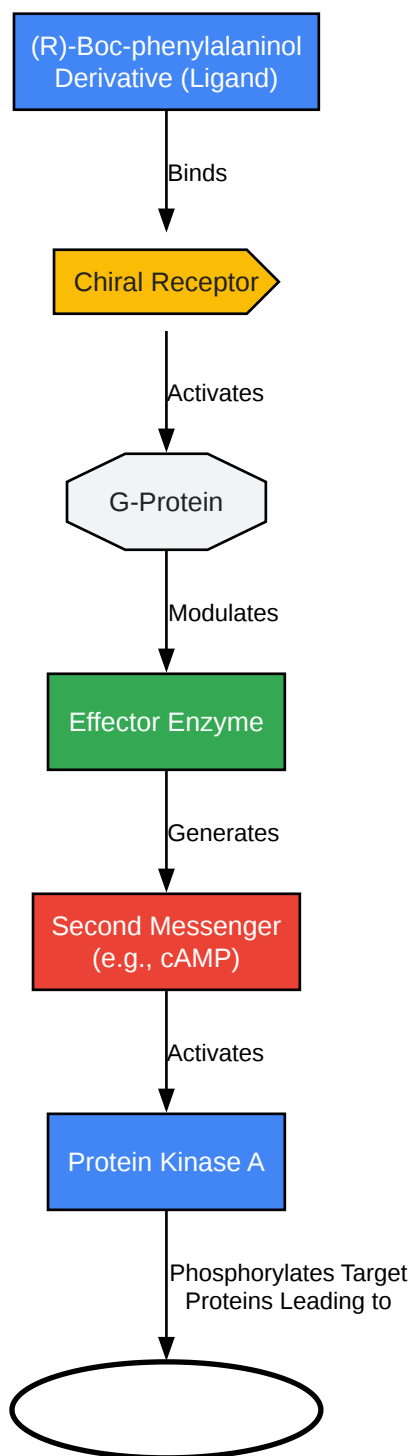 (R)-Boc-phenylalaninol
Derivative (Ligand)
Binds
Chiral Receptor
Activates
G-Protein
Modulates
Effector Enzyme
Generates
Second Messenger
(e.g., cAMP)
Activates
Protein Kinase A
Phosphorylates Target
Proteins Leading to